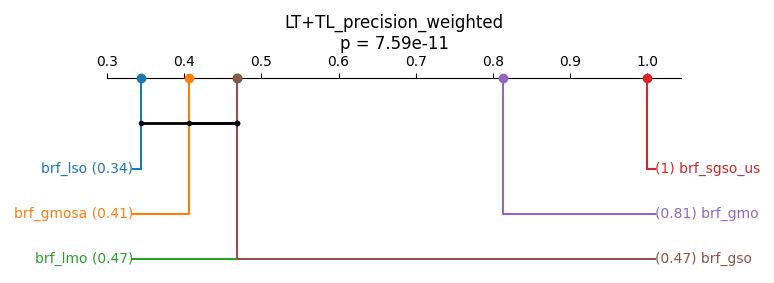 LT+TL_precision_weighted
p = 7.59e-11
0.3 0.4 0.5 0.6 0.7 0.8 0.9 1.0
brf_lso (0.34) (1) brf_sgso_us
brf_gmosa (0.41) (0.81) brf_gmo
brf_lmo (0.47) (0.47) brf_gso